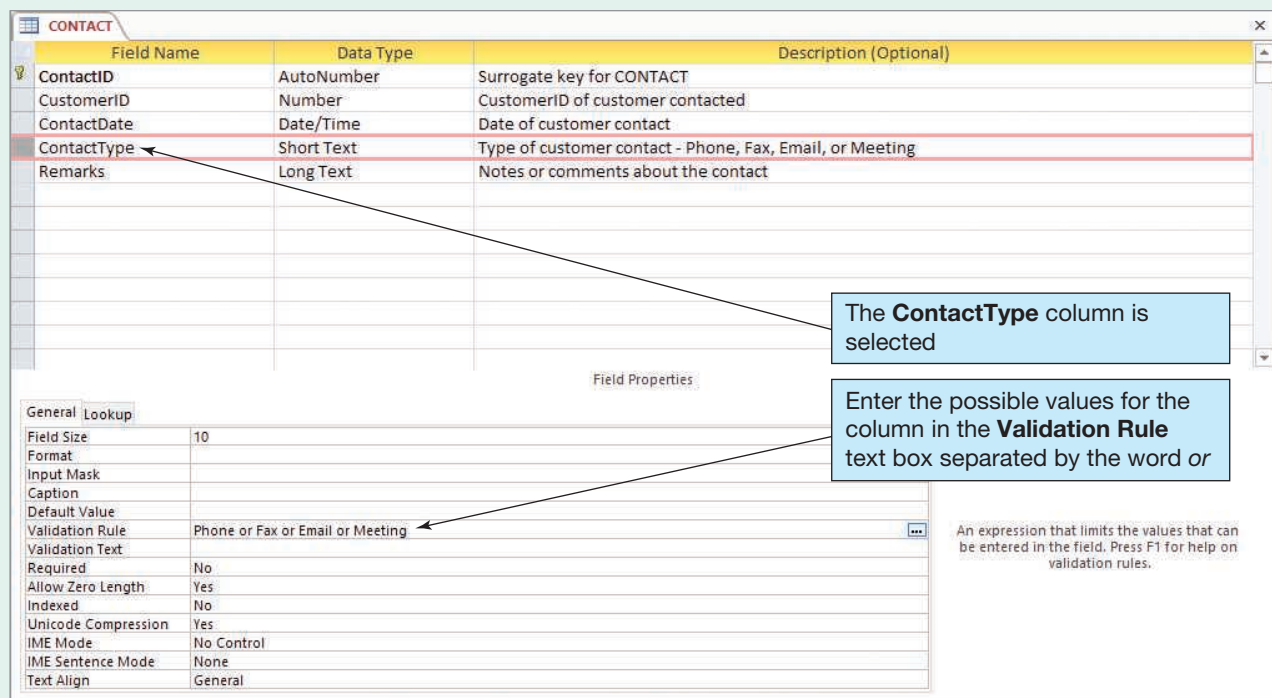 CONTACT
Field Name Data Type Description (Optional)
ContactID AutoNumber Surrogate key for CONTACT
CustomerID Number CustomerID of customer contacted
ContactDate Date/Time Date of customer contact
ContactType Short Text Type of customer contact - Phone, Fax, Email, or Meeting
Remarks Long Text Notes or comments about the contact
The ContactType column is
selected
Field Properties
Enter the possible values for the
column in the Validation Rule
text box separated by the word or
General Lookup
Field Size 10
Format
Input Mask
Caption
Default Value
Validation Rule Phone or Fax or Email or Meeting
Validation Text
Required No
Allow Zero Length Yes
Indexed No
Unicode Compression Yes
IME Mode No Control
IME Sentence Mode None
Text Align General
An expression that limits the values that can
be entered in the field. Press F1 for help on
validation rules.